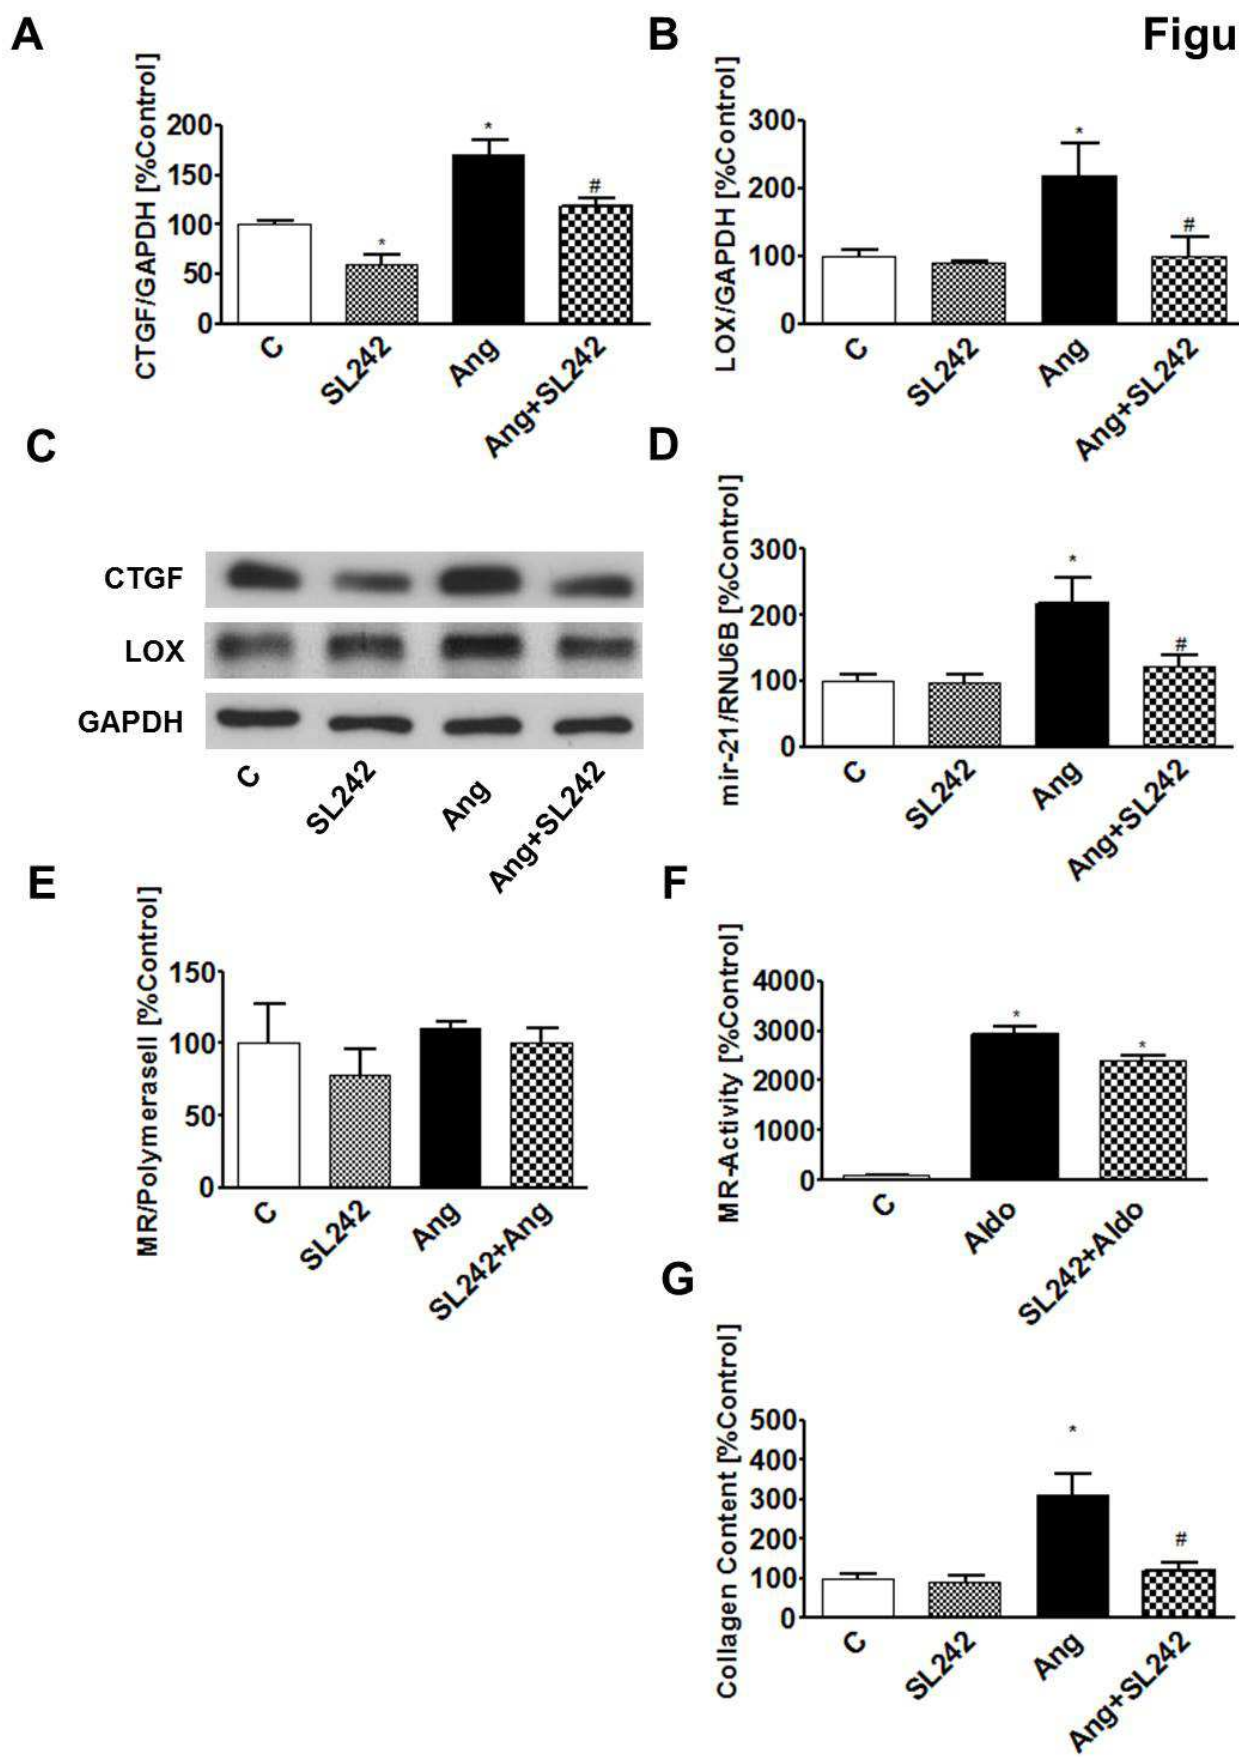 A
B
Figu
CTGF/GAPDH [%Control]
200
150
100
50
0
*
*
#
C
SL242
Ang
Ang+SL242
LOX/GAPDH [%Control]
300
200
100
0
*
#
C
SL242
Ang
Ang+SL242
C
CTGF
LOX
GAPDH
C
SL242
Ang
Ang+SL242
D
mir-21/RNU6B [%Control]
300
200
100
0
*
#
C
SL242
Ang
Ang+SL242
E
MR/PolymeraseII [%Control]
150
100
50
0
C
SL242
Ang
SL242+Ang
F
MR-Activity [%Control]
4000
3000
2000
1000
0
*
*
C
Aldo
SL242+Aldo
G
Collagen Content [%Control]
500
400
300
200
100
0
*
#
C
SL242
Ang
Ang+SL242